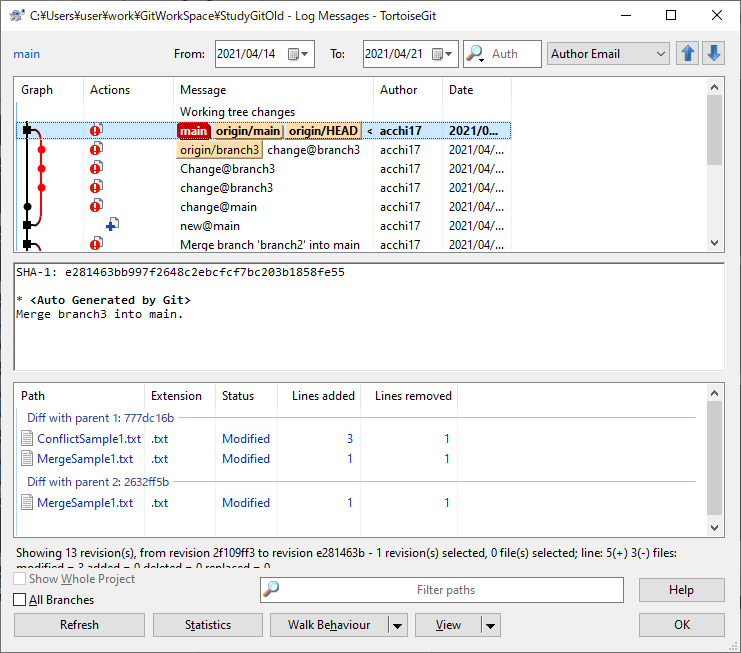 C:¥Users¥user¥work¥GitWorkSpace¥StudyGitOld - Log Messages - TortoiseGit
main From: 2021/04/14 To: 2021/04/21 Auth Author Email
Graph Actions Message Author Date
Working tree changes
main origin/main origin/HEAD < acchi17 2021/0...
origin/branch3 change@branch3 acchi17 2021/04/...
Change@branch3 acchi17 2021/04/...
change@branch3 acchi17 2021/04/...
change@main acchi17 2021/04/...
new@main acchi17 2021/04/...
Merge branch 'branch2' into main acchi17 2021/04/...
SHA-1: e281463bb997f2648c2ebcfcf7bc203b1858fe55
* <Auto Generated by Git>
Merge branch3 into main.
Path Extension Status Lines added Lines removed
Diff with parent 1: 777dc16b
ConflictSample1.txt .txt Modified 3 1
MergeSample1.txt .txt Modified 1 1
Diff with parent 2: 2632ff5b
MergeSample1.txt .txt Modified 1 1
Showing 13 revision(s), from revision 2f109ff3 to revision e281463b - 1 revision(s) selected, 0 file(s) selected; line: 5(+) 3(-) files:
modified = 3 added = 0 deleted = 0 replaced = 0
Show Whole Project
All Branches
Filter paths
Help
Refresh Statistics Walk Behaviour View OK